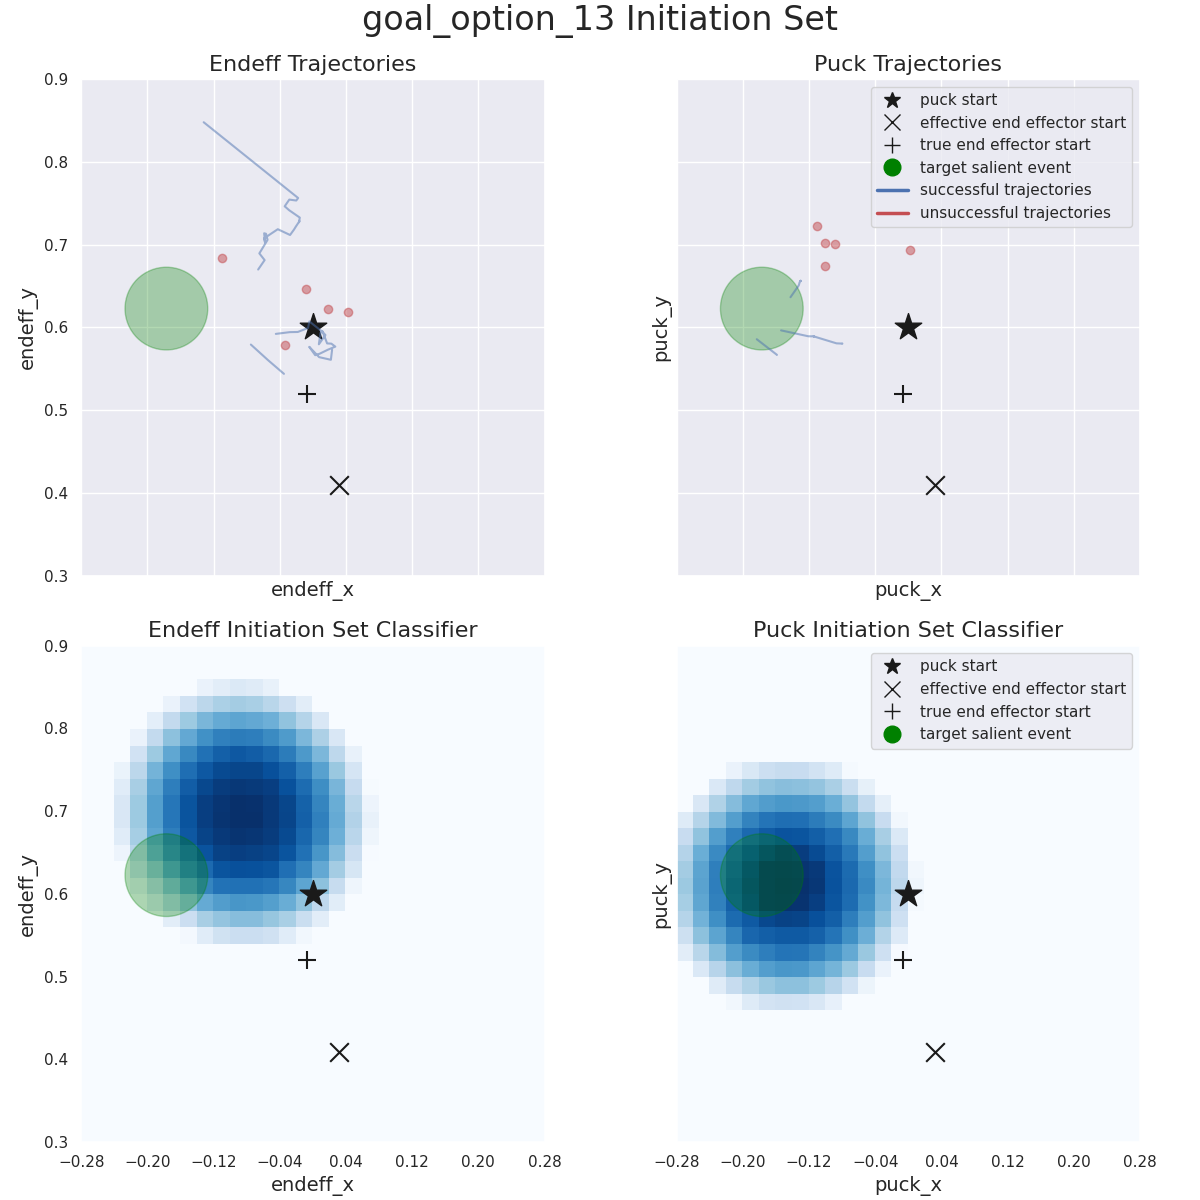 goal_option_13 Initiation Set
Endeff Trajectories
0.9
0.8
0.7
0.6
0.5
0.4
0.3
endeff_y
endeff_x
Puck Trajectories
puck start
effective end effector start
true end effector start
target salient event
successful trajectories
unsuccessful trajectories
puck_y
puck_x
Endeff Initiation Set Classifier
0.9
0.8
0.7
0.6
0.5
0.4
0.3
endeff_y
−0.28 −0.20 −0.12 −0.04 0.04 0.12 0.20 0.28
endeff_x
Puck Initiation Set Classifier
puck start
effective end effector start
true end effector start
target salient event
puck_y
−0.28 −0.20 −0.12 −0.04 0.04 0.12 0.20 0.28
puck_x